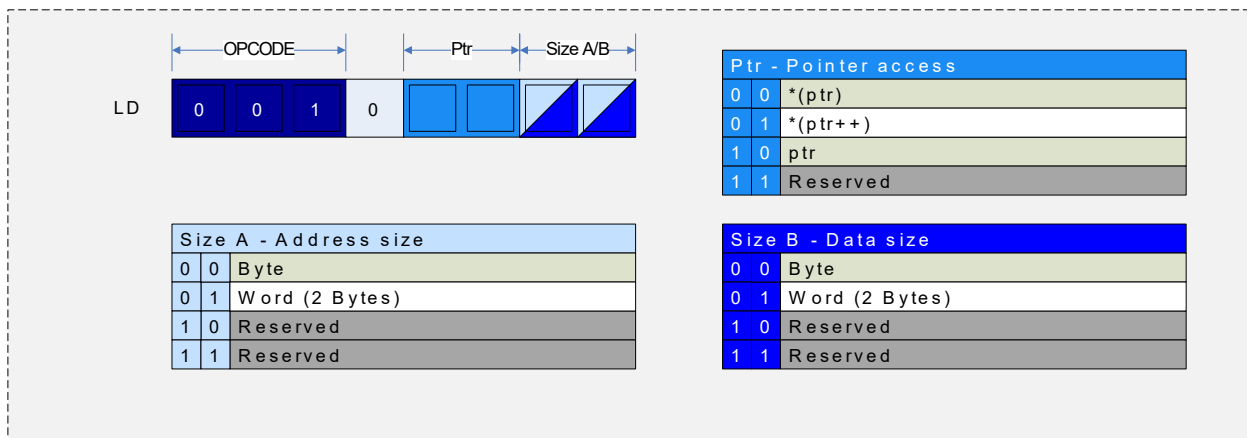 OPCODE Ptr Size A/B
LD 0 0 1 0
Ptr - Pointer access
0 0 *(ptr)
0 1 *(ptr++)
1 0 ptr
1 1 Reserved
Size A - Address size
0 0 Byte
0 1 Word (2 Bytes)
1 0 Reserved
1 1 Reserved
Size B - Data size
0 0 Byte
0 1 Word (2 Bytes)
1 0 Reserved
1 1 Reserved